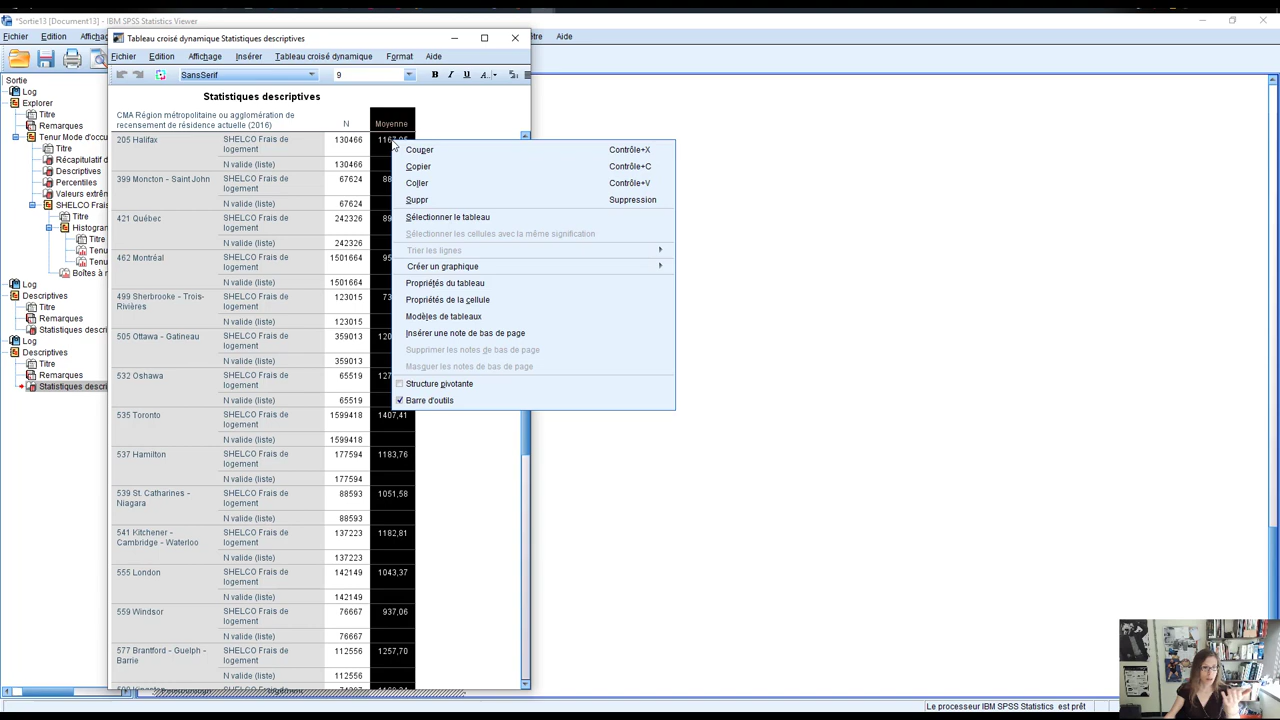 *Sortie13 [Document13] - IBM SPSS Statistics Viewer
Fichier Edition Aide
Tableau croisé dynamique Statistiques descriptives
Fichier Edition Affichage Insérer Tableau croisé dynamique Format Aide
SansSerif 9 B I U A..
Sortie
Log
Explorer
Titre
Remarques
Titre
Descriptives
Percentiles
Titre
Boîtes à
Log
Descriptives
Titre
Remarques
Log
Descriptives
Titre
Remarques
Statistiques descriptives
CMA Région métropolitaine ou agglomération de
recensement de résidence actuelle (2016) N Moyenne
205 Halifax SHELCO Frais de logement 130466
N valide (liste) 130466
399 Moncton - Saint John SHELCO Frais de logement 67624
N valide (liste) 67624
421 Québec SHELCO Frais de logement 242326
N valide (liste) 242326
462 Montréal SHELCO Frais de logement 1501664
N valide (liste) 1501664
499 Sherbrooke - Trois-Rivières SHELCO Frais de logement 123015
N valide (liste) 123015
505 Ottawa - Gatineau SHELCO Frais de logement 359013
N valide (liste) 359013
532 Oshawa SHELCO Frais de logement 65519
N valide (liste) 65519
535 Toronto SHELCO Frais de logement 1599418 1407,41
N valide (liste) 1599418
537 Hamilton SHELCO Frais de logement 177594 1183,76
N valide (liste) 177594
539 St. Catharines - Niagara SHELCO Frais de logement 88593 1051,58
N valide (liste) 88593
541 Kitchener - Cambridge - Waterloo SHELCO Frais de logement 137223 1182,81
N valide (liste) 137223
555 London SHELCO Frais de logement 142149 1043,37
N valide (liste) 142149
559 Windsor SHELCO Frais de logement 76667 937,06
N valide (liste) 76667
577 Brantford - Guelph - Barrie SHELCO Frais de logement 112556 1257,70
N valide (liste) 112556
Couper Contrôle+X
Copier Contrôle+C
Coller Contrôle+V
Suppr Suppression
Sélectionner le tableau
Sélectionner les cellules avec la même signification
Trier les lignes
Créer un graphique
Propriétés du tableau
Propriétés de la cellule
Modèles de tableaux
Insérer une note de bas de page
Supprimer les notes de bas de page
Masquer les notes de bas de page
Structure pivotante
Barre d'outils
Le processeur IBM SPSS Statistics est prêt